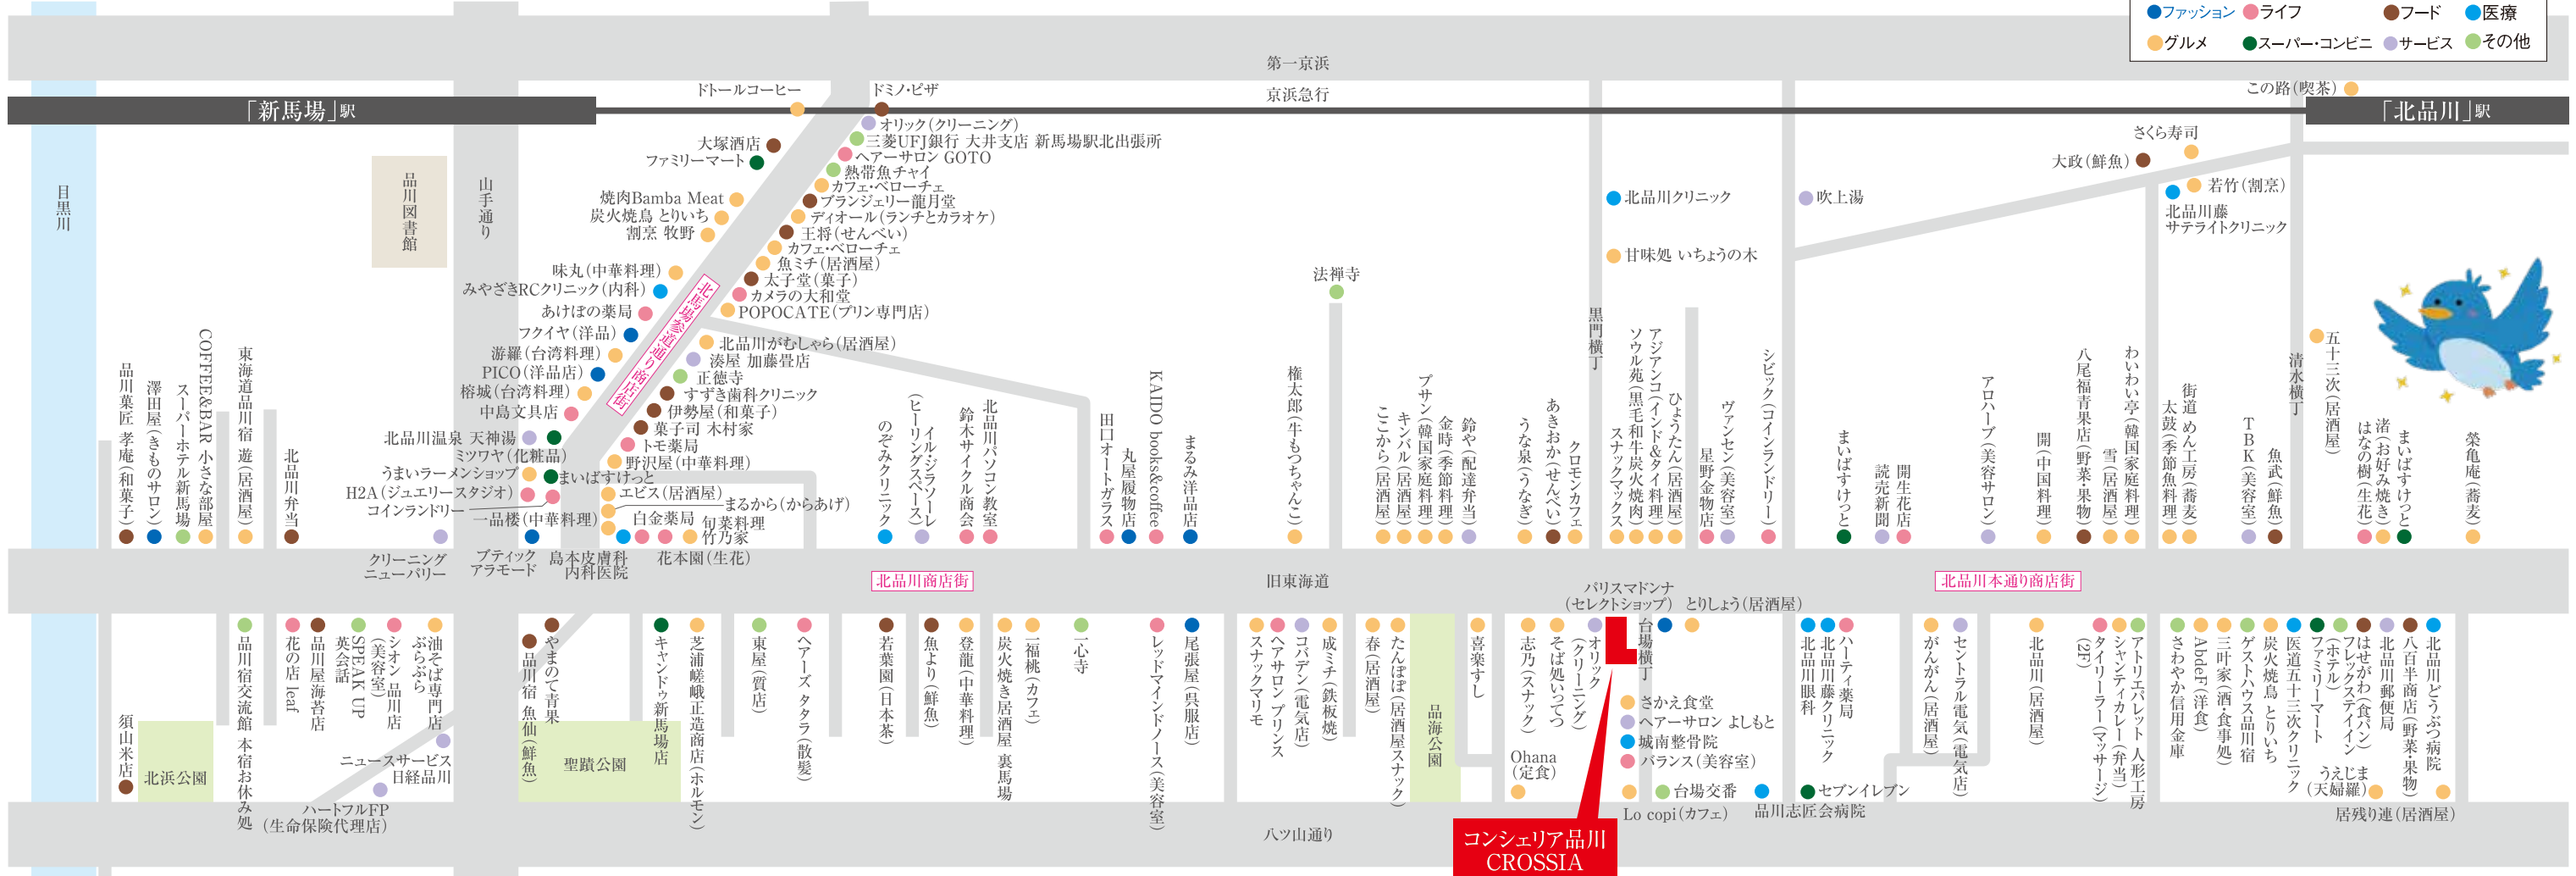 ファッション
ライフ
フード
医療
グルメ
スーパー・コンビニ
サービス
その他
第一京浜
京浜急行
「新馬場」駅
「北品川」駅
この路(喫茶)
ドトールコーヒー
ドミノ・ピザ
オリック(クリーニング)
三菱UFJ銀行 大井支店 新馬場駅北出張所
ヘアーサロン GOTO
熱帯魚チャイ
カフェ・ベローチェ
ブランジェリー龍月堂
ディオール(ランチとカラオケ)
王将(せんべい)
カフェ・ベローチェ
魚ミチ(居酒屋)
太子堂(菓子)
カメラの大和堂
POPOCATE(プリン専門店)
北品川がむしゃら(居酒屋)
湊屋 加藤畳店
正徳寺
すずき歯科クリニック
伊勢屋(和菓子)
菓子司 木村家
トモ薬局
野沢屋(中華料理)
エビス(居酒屋)
まるから(からあげ)
白金薬局
旬菜料理
竹乃家
花本園(生花)
島本皮膚科
内科医院
大塚酒店
ファミリーマート
焼肉Bamba Meat
炭火焼鳥 とりいち
割烹 牧野
味丸(中華料理)
みやざきRCクリニック(内科)
あけぼの薬局
フクイヤ(洋品)
游羅(台湾料理)
PICO(洋品店)
榕城(台湾料理)
中島文具店
北品川温泉 天神湯
ミツワヤ(化粧品)
うまいラーメンショップ
まいばすけっと
H2A(ジュエリースタジオ)
コインランドリー
一品楼(中華料理)
ブティック
アラモード
クリーニング
ニューパリー
北馬場参道通り商店街
目黒川
品川図書館
山手通り
品川菓匠 孝庵(和菓子)
澤田屋(きものサロン)
スーパーホテル新馬場
COFFEE&BAR 小さな部屋
東海道品川宿 遊(居酒屋)
北品川弁当
のぞみクリニック
イル・ジラソーレ
(ヒーリングスペース)
鈴木サイクル商会
北品川パソコン教室
田口オートガラス
丸屋履物店
KAIDO books&coffee
まるみ洋品店
法禅寺
権太郎(牛もつちゃんこ)
ここから(居酒屋)
キンバル(居酒屋)
プサン(韓国家庭料理)
金時(季節料理)
鈴や(配達弁当)
うな泉(うなぎ)
あきおか(せんべい)
クロモンカフェ
黒門横丁
北品川クリニック
甘味処 いちょうの木
スナックマックス
ソウル苑(黒毛和牛炭火焼肉)
アジアンコ(インド&タイ料理)
ひょうたん(居酒屋)
星野金物店
ヴァンセン(美容室)
シビック(コインランドリー)
吹上湯
まいばすけっと
読売新聞
開生花店
アロハーブ(美容サロン)
開(中国料理)
八尾福青果店(野菜・果物)
雪(居酒屋)
わいわい亭(韓国家庭料理)
太鼓(季節魚料理)
街道 めん工房(蕎麦)
さくら寿司
大政(鮮魚)
若竹(割烹)
北品川藤
サテライトクリニック
TBK(美容室)
魚武(鮮魚)
清水横丁
五十三次(居酒屋)
はなの樹(生花)
渚(お好み焼き)
まいばすけっと
榮亀庵(蕎麦)
北品川商店街
旧東海道
北品川本通り商店街
須山米店
北浜公園
品川宿交流館 本宿お休み処
花の店 leaf
品川屋海苔店
SPEAK UP
英会話
シオン 品川店
(美容室)
油そば専門店
ぶらぶら
ニュースサービス
日経品川
ハートフルFP
(生命保険代理店)
品川宿 魚仙(鮮魚)
やまのて青果
聖蹟公園
キャンドゥ新馬場店
芝浦嵯峨正造商店(ホルモン)
東屋(質店)
ヘアーズ タタラ(散髪)
若葉園(日本茶)
魚より(鮮魚)
登龍(中華料理)
炭火焼き居酒屋 裏馬場
一福桃(カフェ)
一心寺
レッドマインドノース(美容室)
尾張屋(呉服店)
スナックマリモ
ヘアサロン プリンス
コバデン(電気店)
成ミチ(鉄板焼)
春(居酒屋)
たんぽぽ(居酒屋スナック)
品海公園
喜楽すし
志乃(スナック)
そば処いってつ
オリック
(クリーニング)
Ohana
(定食)
パリスマドンナ
(セレクトショップ)
とりしょう(居酒屋)
台場横丁
さかえ食堂
ヘアーサロン よしもと
城南整骨院
バランス(美容室)
台場交番
Lo copi(カフェ)
品川志匠会病院
セブンイレブン
北品川眼科
北品川藤クリニック
ハーティ薬局
がんがん(居酒屋)
セントラル電気(電気店)
北品川(居酒屋)
タイリーラー(マッサージ)
(2F)
シャンティカレー(弁当)
アトリエパレット 人形工房
さわやか信用金庫
AbdeF(洋食)
三叶家(酒・食事処)
ゲストハウス品川宿
炭火焼鳥 とりいち
医道五十三次クリニック
ファミリーマート
フレックステイイン
(ホテル)
はせがわ(食パン)
北品川郵便局
八百半商店(野菜・果物)
北品川どうぶつ病院
うえじま
(天婦羅)
居残り連(居酒屋)
八ツ山通り
コンシェリア品川
CROSSIA